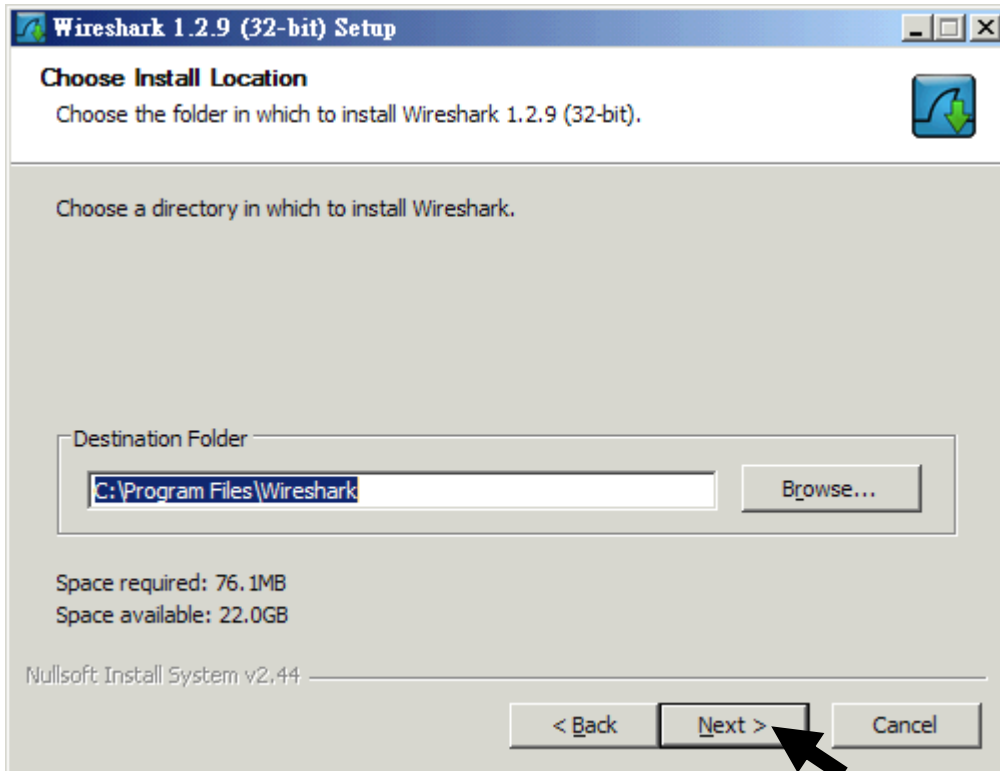 Wireshark 1.2.9 (32-bit) Setup
Choose Install Location
Choose the folder in which to install Wireshark 1.2.9 (32-bit).
Choose a directory in which to install Wireshark.
Destination Folder
C:\Program Files\Wireshark
Browse...
Space required: 76.1MB
Space available: 22.0GB
Nullsoft Install System v2.44
< Back Next > Cancel